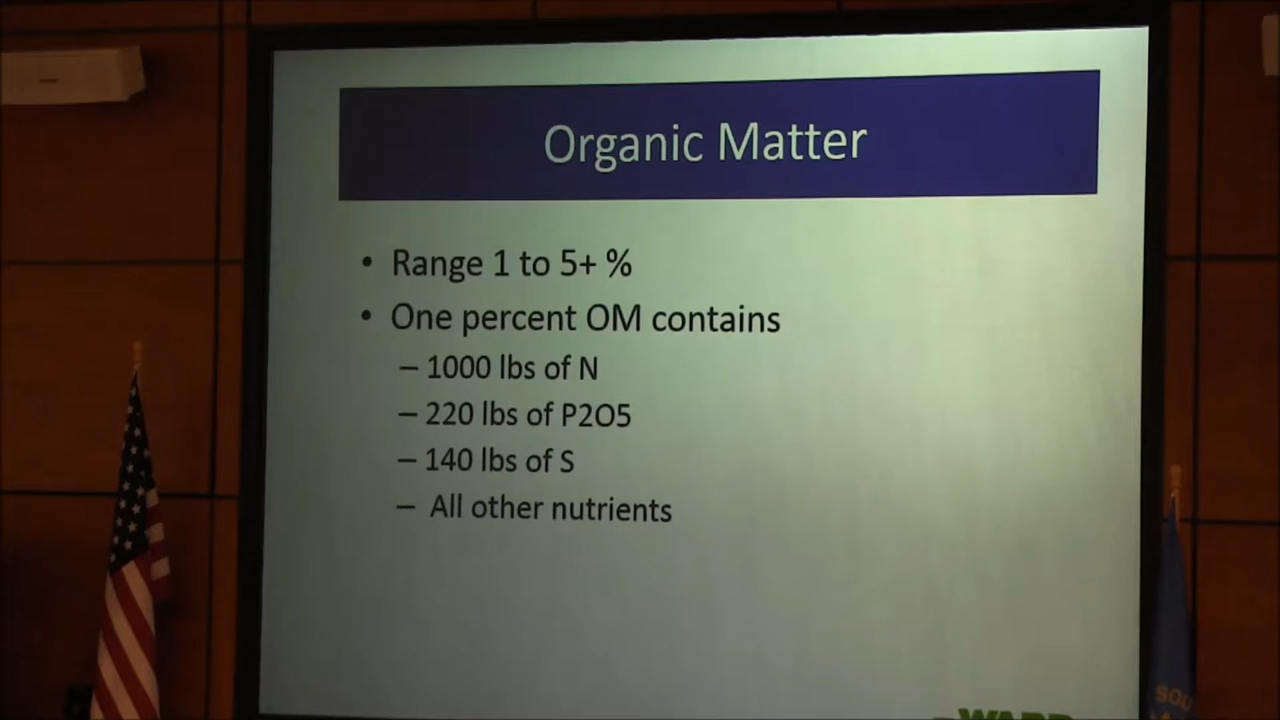 Organic Matter
• Range 1 to 5+ %
• One percent OM contains
– 1000 lbs of N
– 220 lbs of P2O5
– 140 lbs of S
– All other nutrients